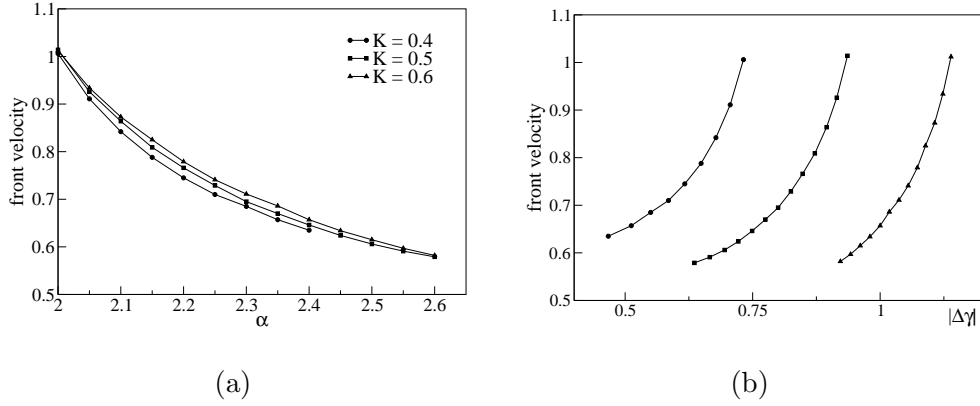 K = 0.4
K = 0.5
K = 0.6
front velocity
1
0.9
0.8
0.7
0.6
0.5
2
2.1
2.2
2.3
2.4
2.5
2.6
α
(a)
front velocity
1.1
1
0.9
0.8
0.7
0.6
0.5
0.5
0.75
1
|Δγ|
(b)